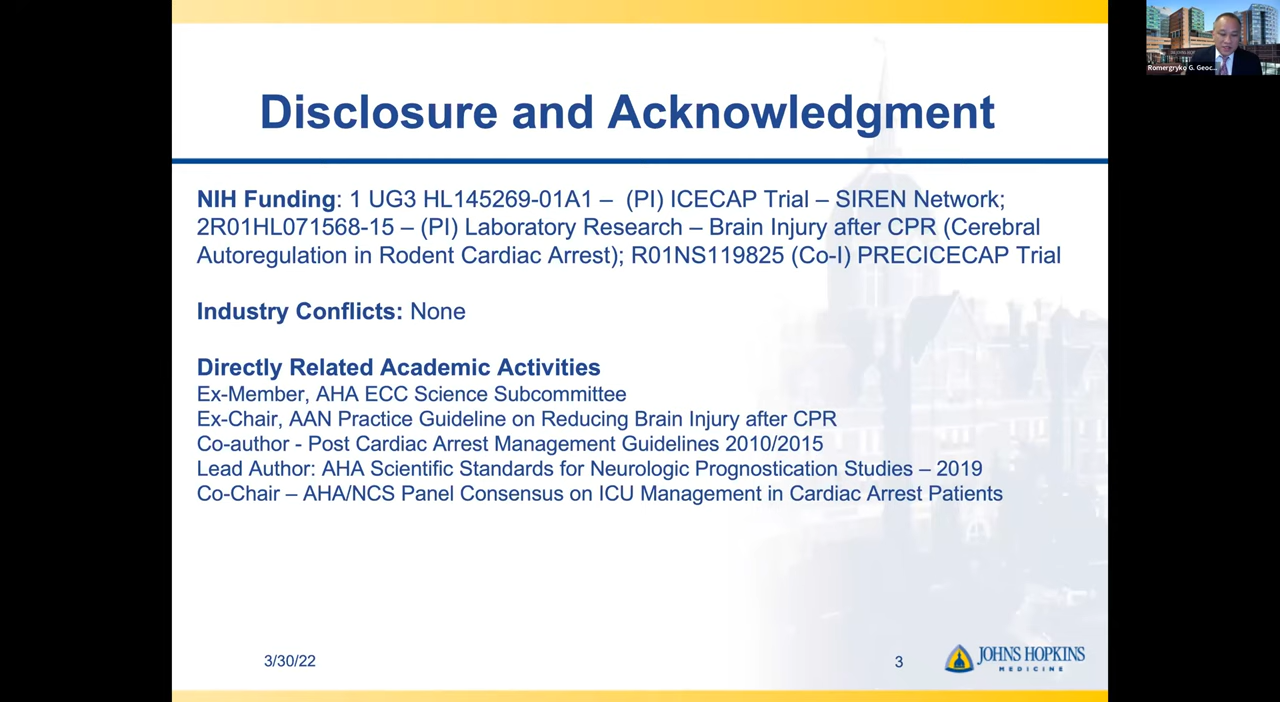 Disclosure and Acknowledgment
NIH Funding: 1 UG3 HL145269-01A1 – (PI) ICECAP Trial – SIREN Network;
2R01HL071568-15 – (PI) Laboratory Research – Brain Injury after CPR (Cerebral
Autoregulation in Rodent Cardiac Arrest); R01NS119825 (Co-I) PRECICECAP Trial
Industry Conflicts: None
Directly Related Academic Activities
Ex-Member, AHA ECC Science Subcommittee
Ex-Chair, AAN Practice Guideline on Reducing Brain Injury after CPR
Co-author - Post Cardiac Arrest Management Guidelines 2010/2015
Lead Author: AHA Scientific Standards for Neurologic Prognostication Studies – 2019
Co-Chair – AHA/NCS Panel Consensus on ICU Management in Cardiac Arrest Patients
3/30/22
3
JOHNS HOPKINS
MEDICINE
Romergryko G. Geoc...